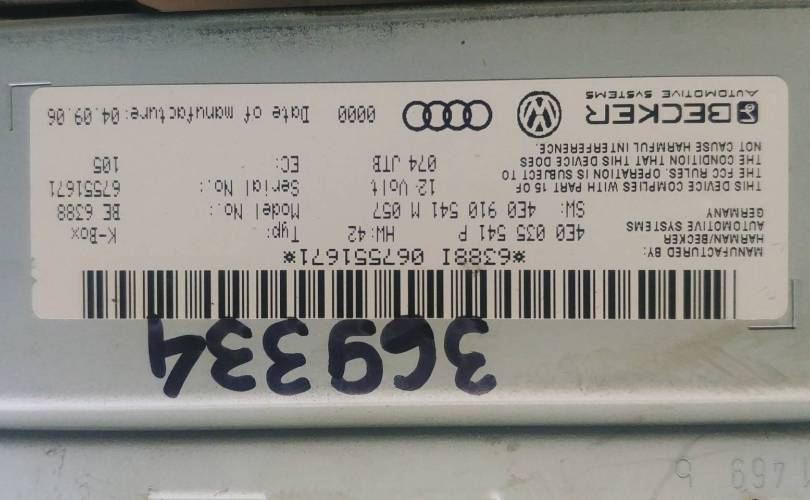 369334
*6388I 067551671*
MANUFACTURED BY:
HARMAN/BECKER
AUTOMOTIVE SYSTEMS
GERMANY
4E0 035 541 P HW:42 Typ: K-Box
SW: 4E0 910 541 M 057 Model No.: BE 6388
12 Volt Serial No.: 67551671
074 JTB EC: 105
THIS DEVICE COMPLIES WITH PART 15 OF
THE FCC RULES. OPERATION IS SUBJECT TO
THE CONDITION THAT THIS DEVICE DOES
NOT CAUSE HARMFUL INTERFERENCE.
BECKER
AUTOMOTIVE SYSTEMS
0000 Date of manufacture: 04.09.06